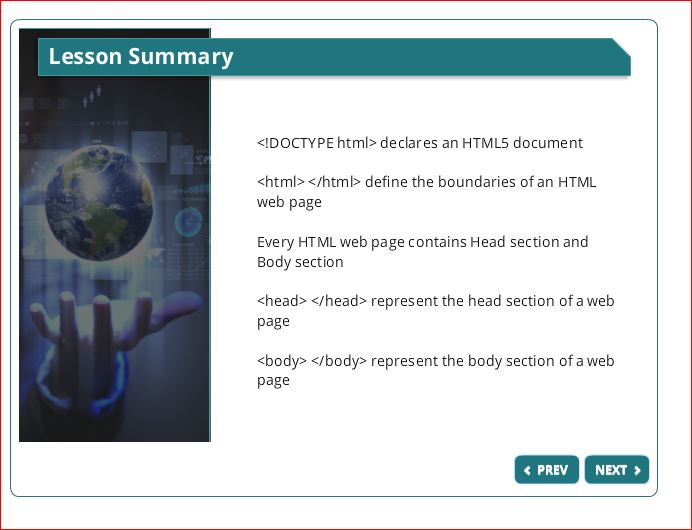 Lesson Summary
<!DOCTYPE html> declares an HTML5 document
<html> </html> define the boundaries of an HTML
web page
Every HTML web page contains Head section and
Body section
<head> </head> represent the head section of a web
page
<body> </body> represent the body section of a web
page
PREV
NEXT